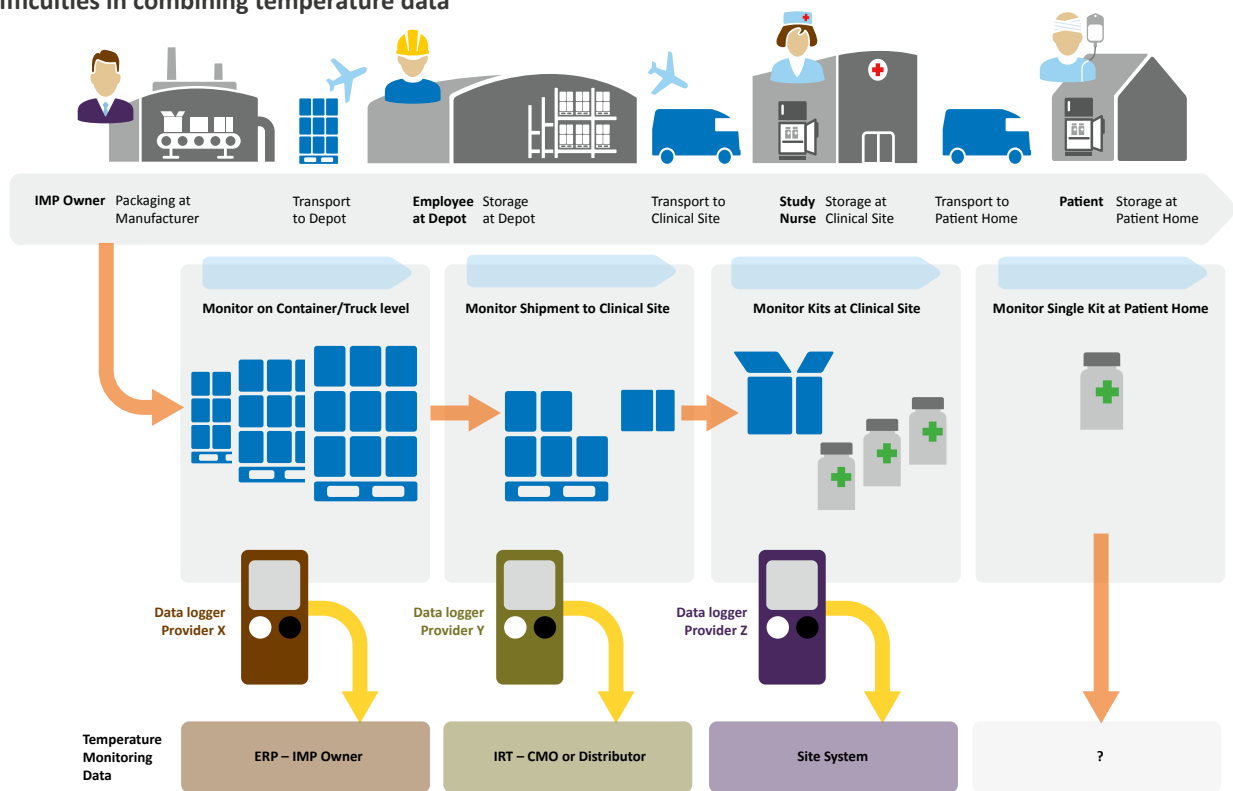 fficulties in combining temperature data
IMP Owner Packaging at
Manufacturer
Transport
to Depot
Employee Storage
at Depot at Depot
Transport to
Clinical Site
Study Storage at
Nurse Clinical Site
Transport to
Patient Home
Patient Storage at
Patient Home
Monitor on Container/Truck level
Monitor Shipment to Clinical Site
Monitor Kits at Clinical Site
Monitor Single Kit at Patient Home
Data logger
Provider X
Data logger
Provider Y
Data logger
Provider Z
Temperature
Monitoring
Data
ERP – IMP Owner
IRT – CMO or Distributor
Site System
?